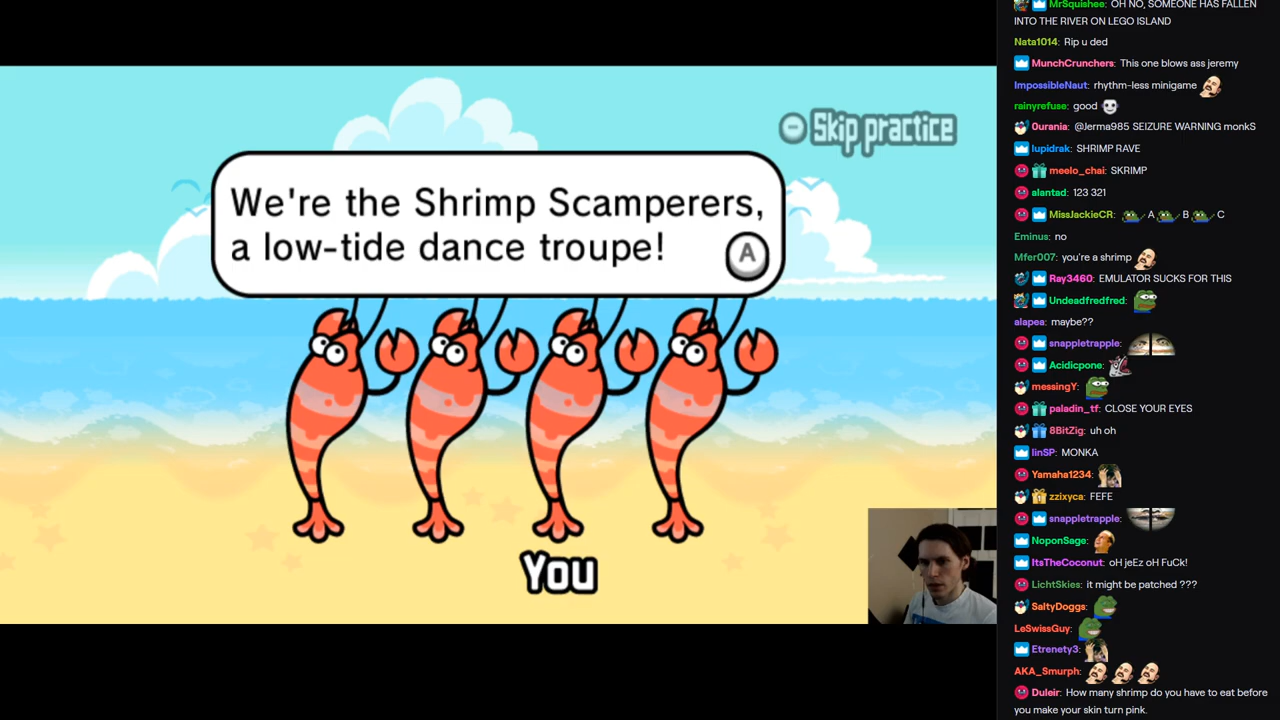 MrSquishee: OH NO, SOMEONE HAS FALLEN
INTO THE RIVER ON LEGO ISLAND
Nata1014: Rip u ded
MunchCrunchers: This one blows ass jeremy
ImpossibleNaut: rhythm-less minigame
rainyrefuse: good
0urania: @Jerma985 SEIZURE WARNING monkS
lupidrak: SHRIMP RAVE
meelo_chai: SKRIMP
alantad: 123 321
MissJackieCR: A B C
Eminus: no
Mfer007: you're a shrimp
Ray3460: EMULATOR SUCKS FOR THIS
Undeadfredfred:
alapea: maybe??
snappletrapple:
Acidicpone:
messingY:
paladin_tf: CLOSE YOUR EYES
8BitZig: uh oh
linSP: MONKA
Yamaha1234:
zzixyca: FEFE
snappletrapple:
NoponSage:
ItsTheCoconut: oH jeEz oH FuCk!
LichtSkies: it might be patched ???
SaltyDoggs:
LeSwissGuy:
Etrenety3:
AKA_Smurph:
Duleir: How many shrimp do you have to eat before
you make your skin turn pink.
Skip practice
We're the Shrimp Scamperers,
a low-tide dance troupe!
A
You